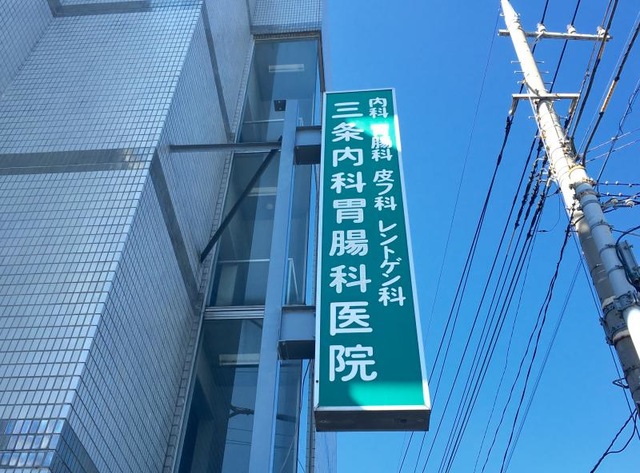 内科 胃腸科 皮フ科 レントゲン科
三条内科胃腸科医院